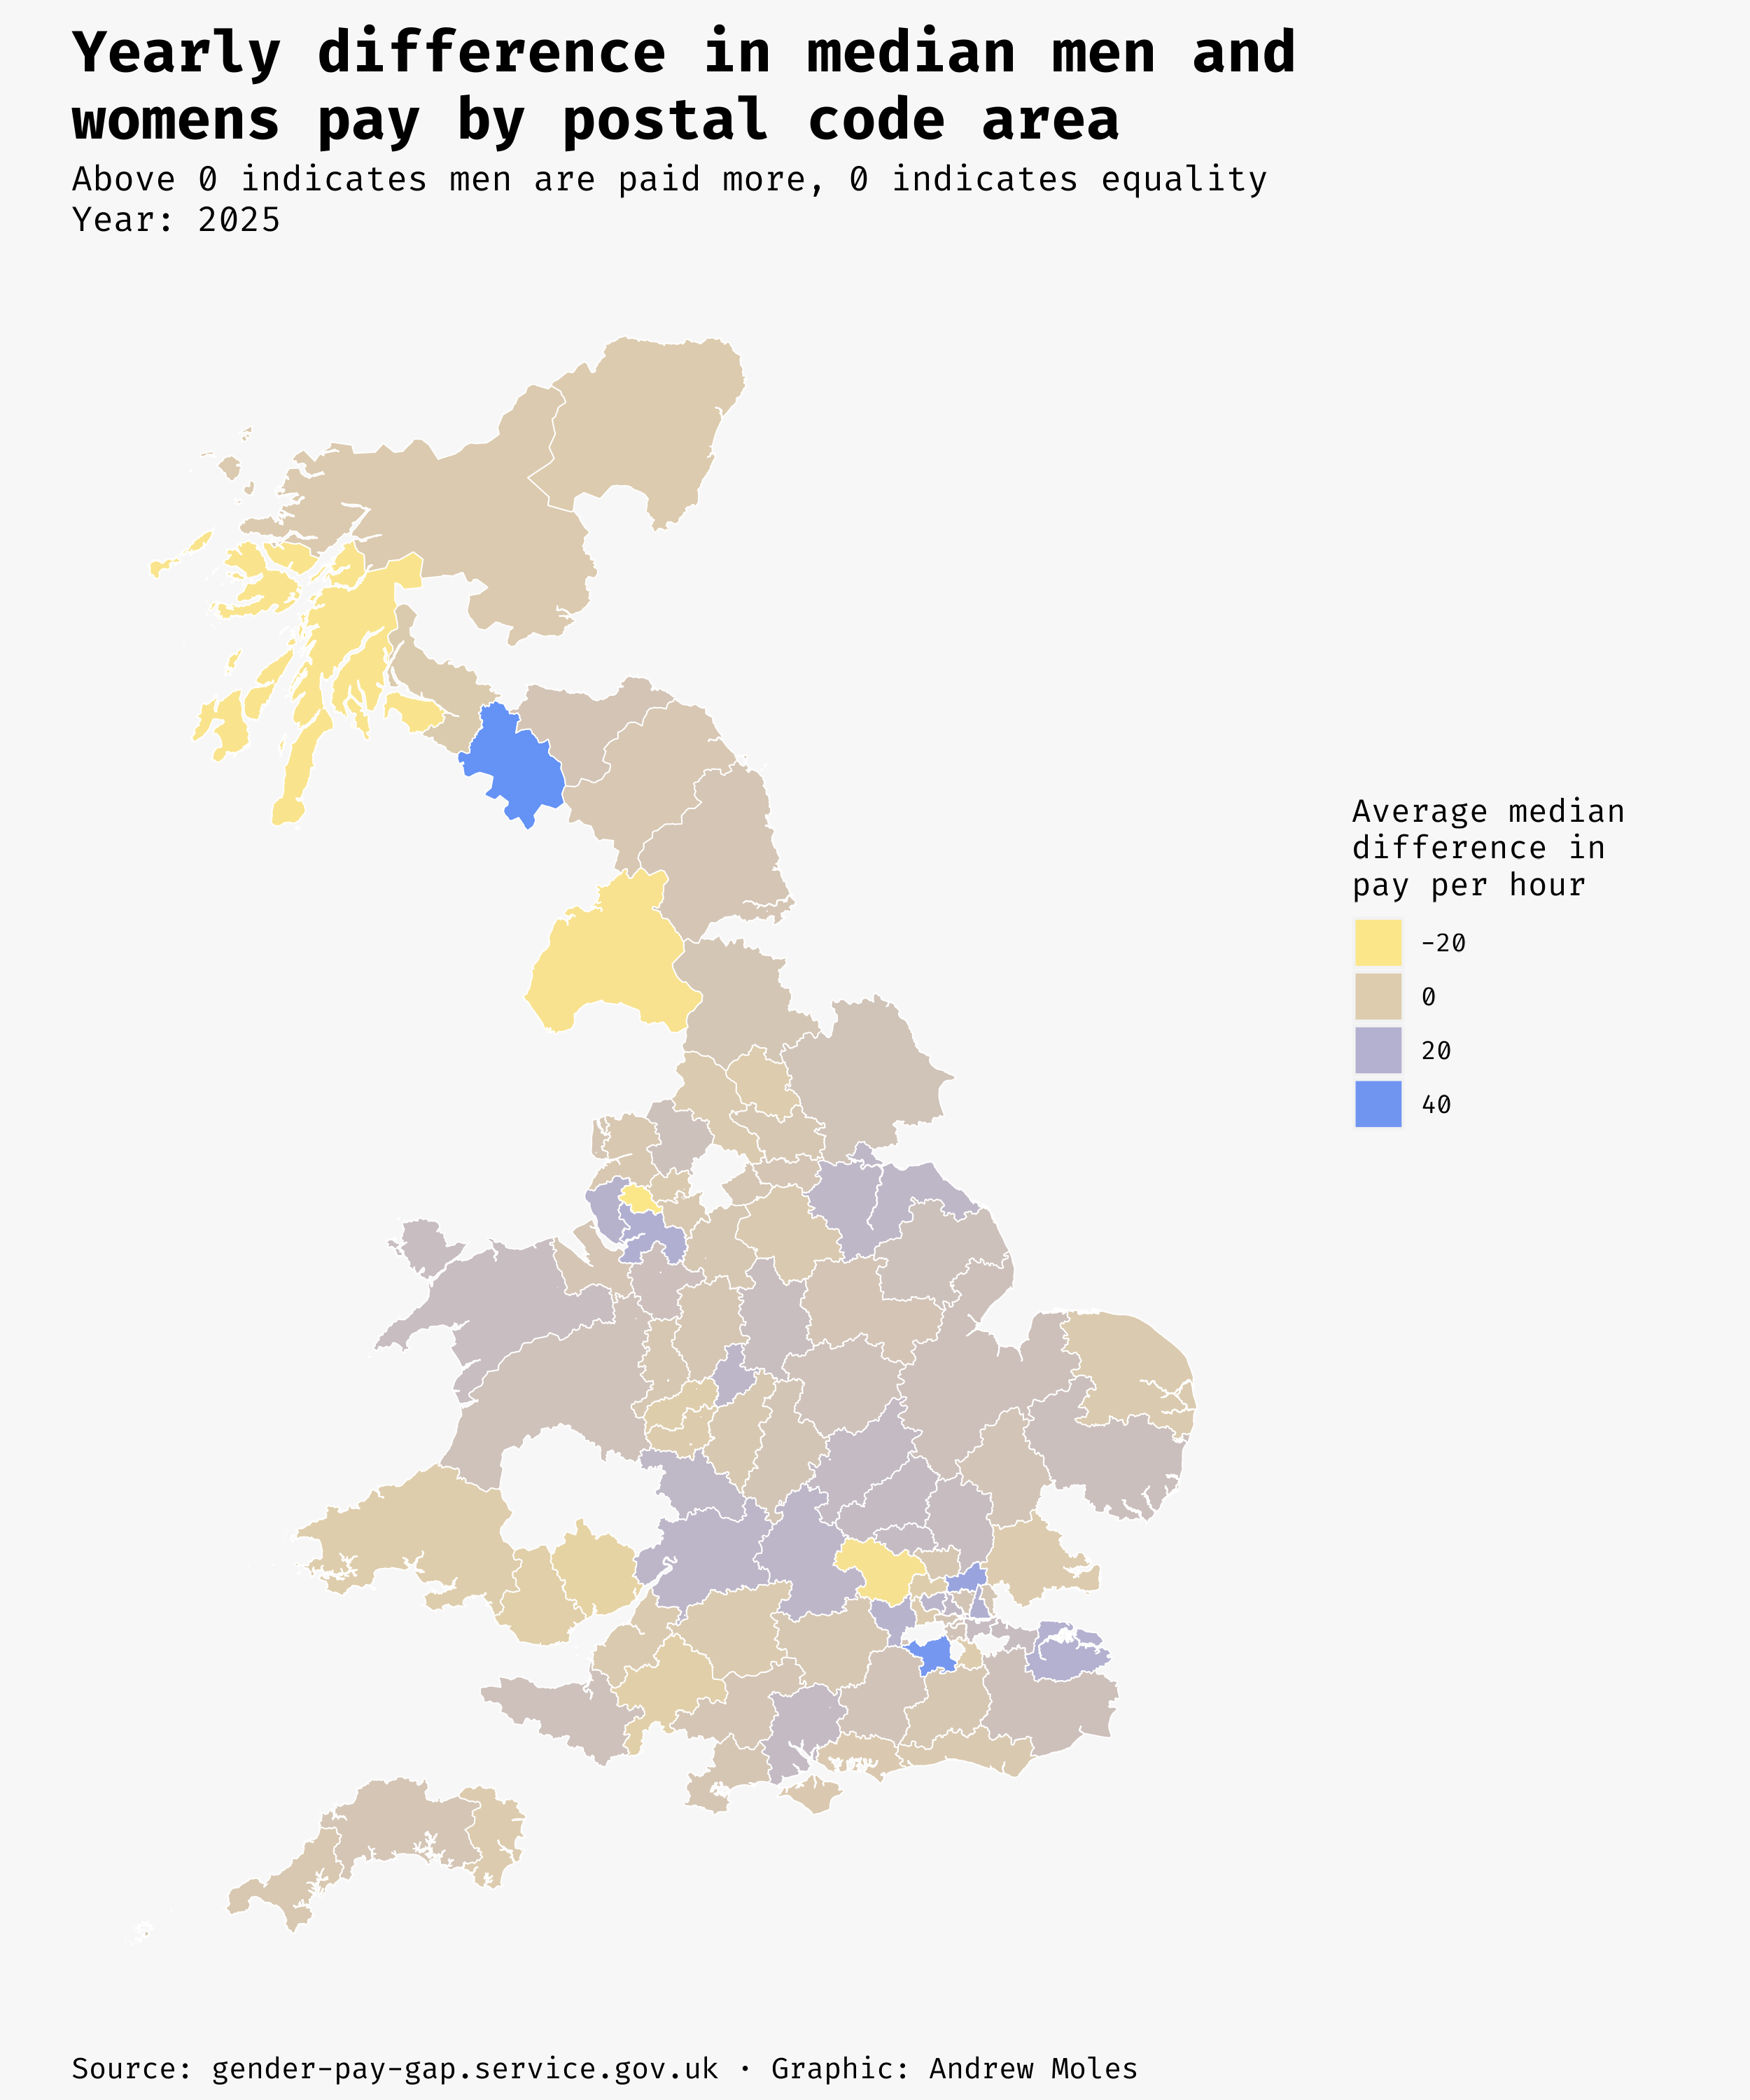 Yearly difference in median men and
womens pay by postal code area
Above 0 indicates men are paid more, 0 indicates equality
Year: 2025
Average median
difference in
pay per hour
-20
0
20
40
Source: gender-pay-gap.service.gov.uk · Graphic: Andrew Moles